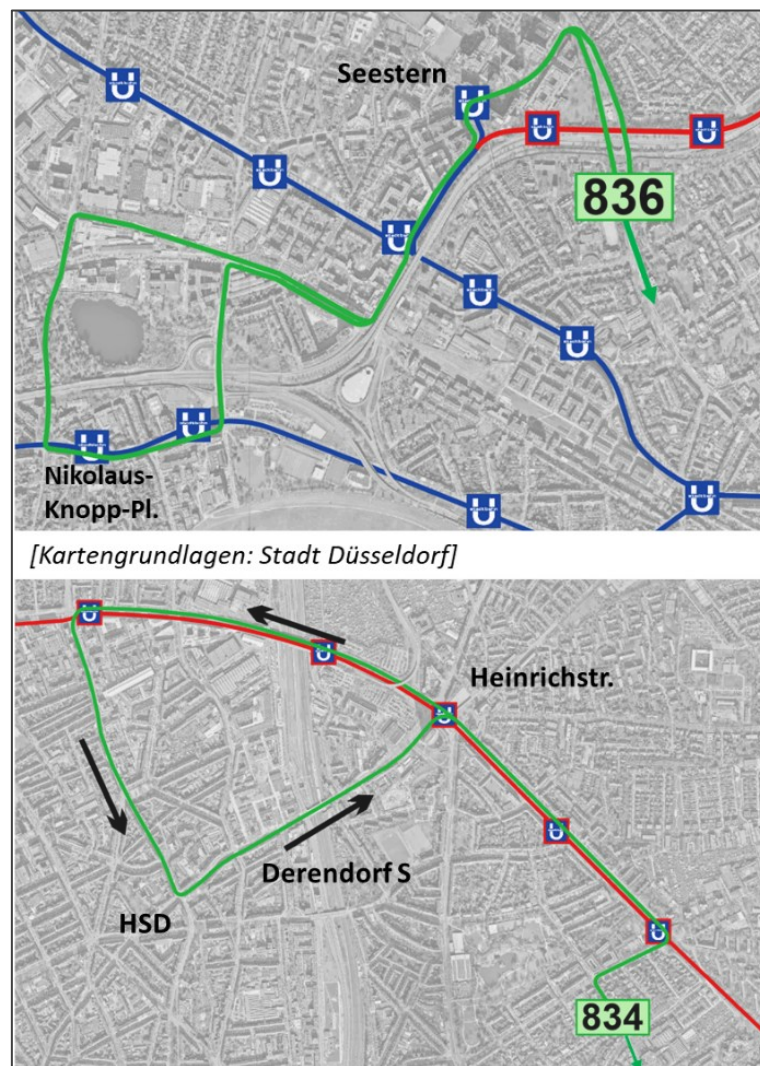 Seestern
836
Nikolaus-
Knopp-Pl.
[Kartengrundlagen: Stadt Düsseldorf]
Heinrichstr.
Derendorf S
HSD
834